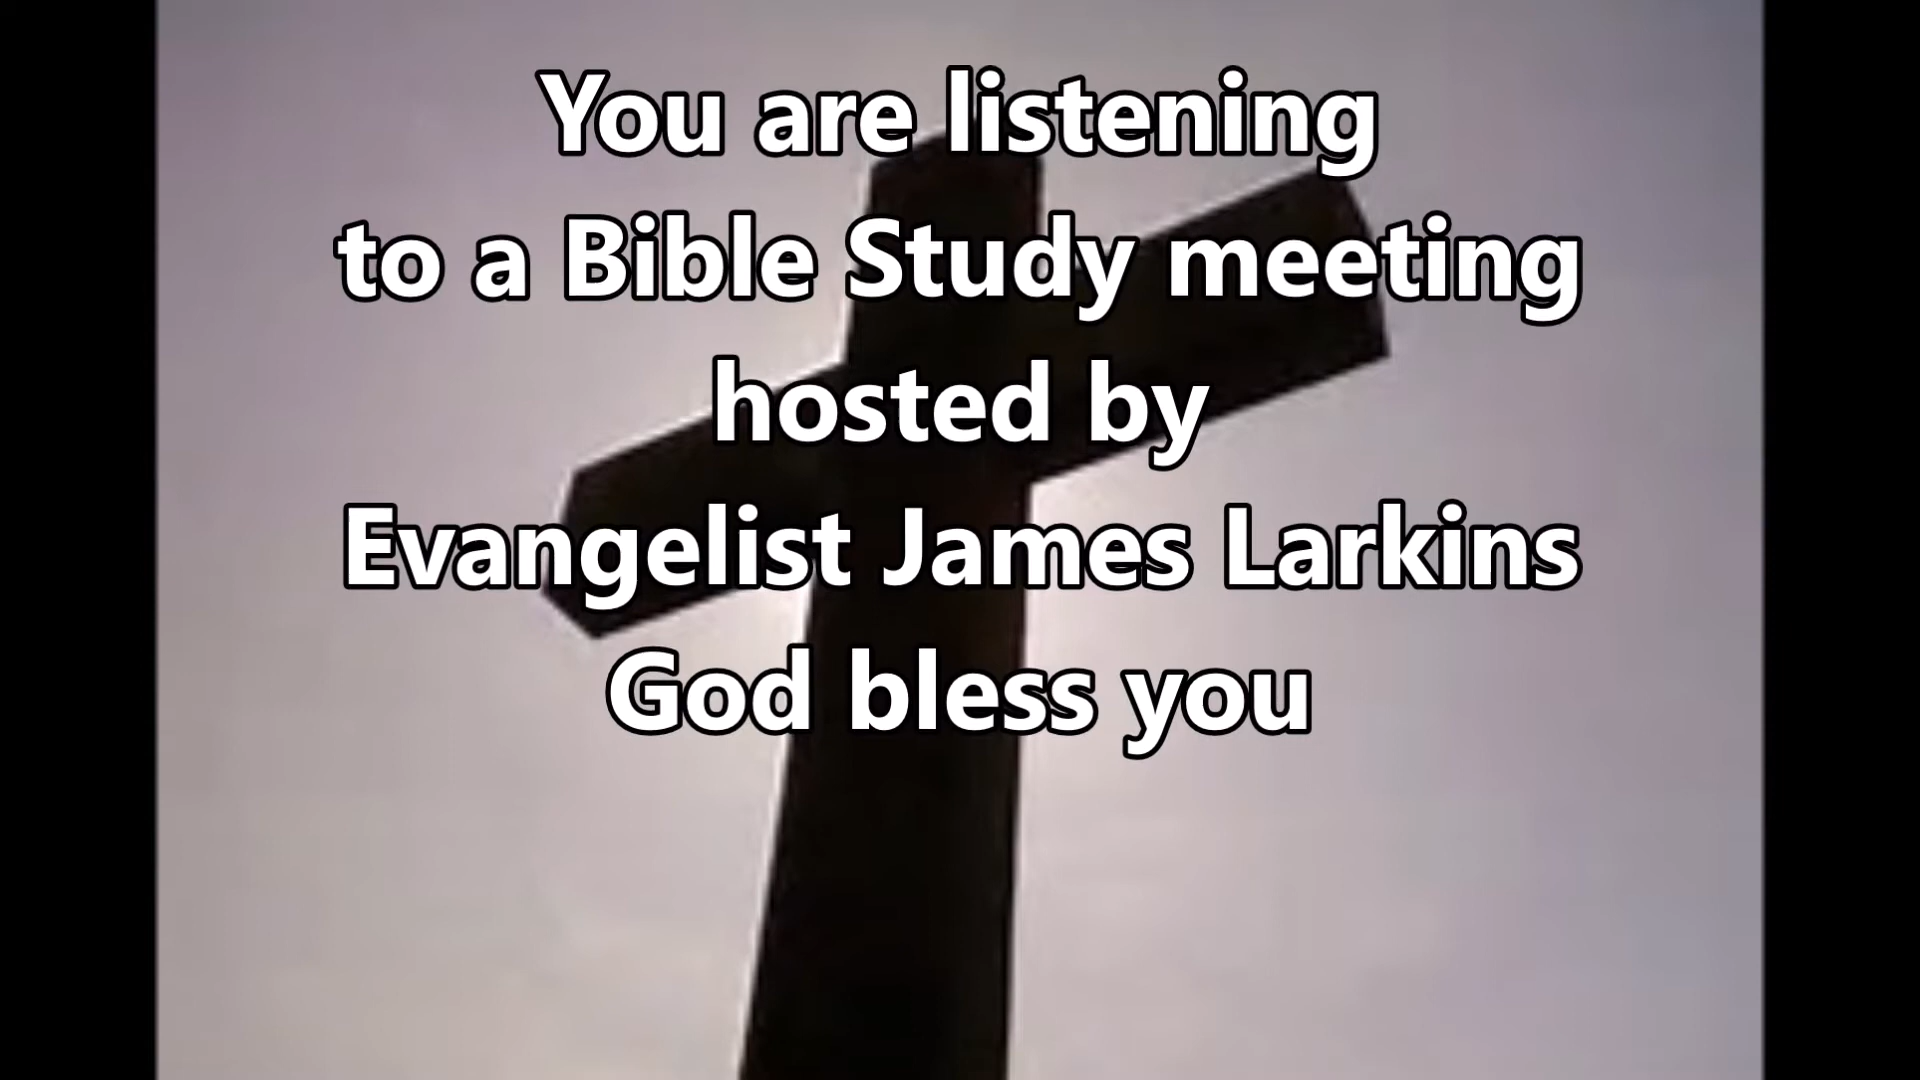 You are listening
to a Bible Study meeting
hosted by
Evangelist James Larkins
God bless you